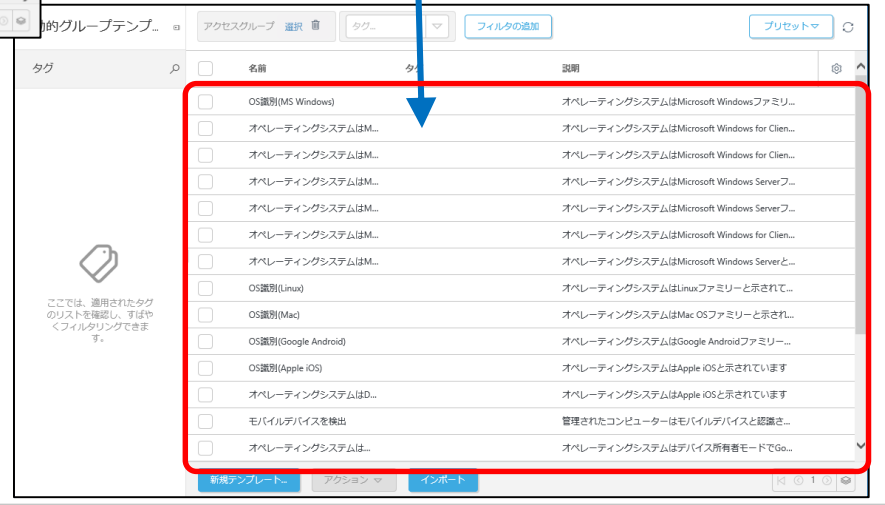 的グループテンプ...
アクセスグループ 選択 タグ... フィルタの追加 プリセット
タグ
名前 タグ 説明
OS識別(MS Windows) オペレーティングシステムはMicrosoft Windowsファミリ...
オペレーティングシステムはM... オペレーティングシステムはMicrosoft Windows for Clien...
オペレーティングシステムはM... オペレーティングシステムはMicrosoft Windows for Clien...
オペレーティングシステムはM... オペレーティングシステムはMicrosoft Windows Serverフ...
オペレーティングシステムはM... オペレーティングシステムはMicrosoft Windows Serverフ...
オペレーティングシステムはM... オペレーティングシステムはMicrosoft Windows for Clien...
オペレーティングシステムはM... オペレーティングシステムはMicrosoft Windows Serverと...
OS識別(Linux) オペレーティングシステムはLinuxファミリーと示されて...
OS識別(Mac) オペレーティングシステムはMac OSファミリーと示され...
OS識別(Google Android) オペレーティングシステムはGoogle Androidファミリー...
OS識別(Apple iOS) オペレーティングシステムはApple iOSと示されています
オペレーティングシステムはD... オペレーティングシステムはApple iOSと示されています
モバイルデバイスを検出 管理されたコンピューターはモバイルデバイスと認識さ...
オペレーティングシステムは... オペレーティングシステムはデバイス所有者モードでGo...
ここでは、適用されたタグ
のリストを確認し、すばや
くフィルタリングできま
す。
新規テンプレート... アクション インポート 1